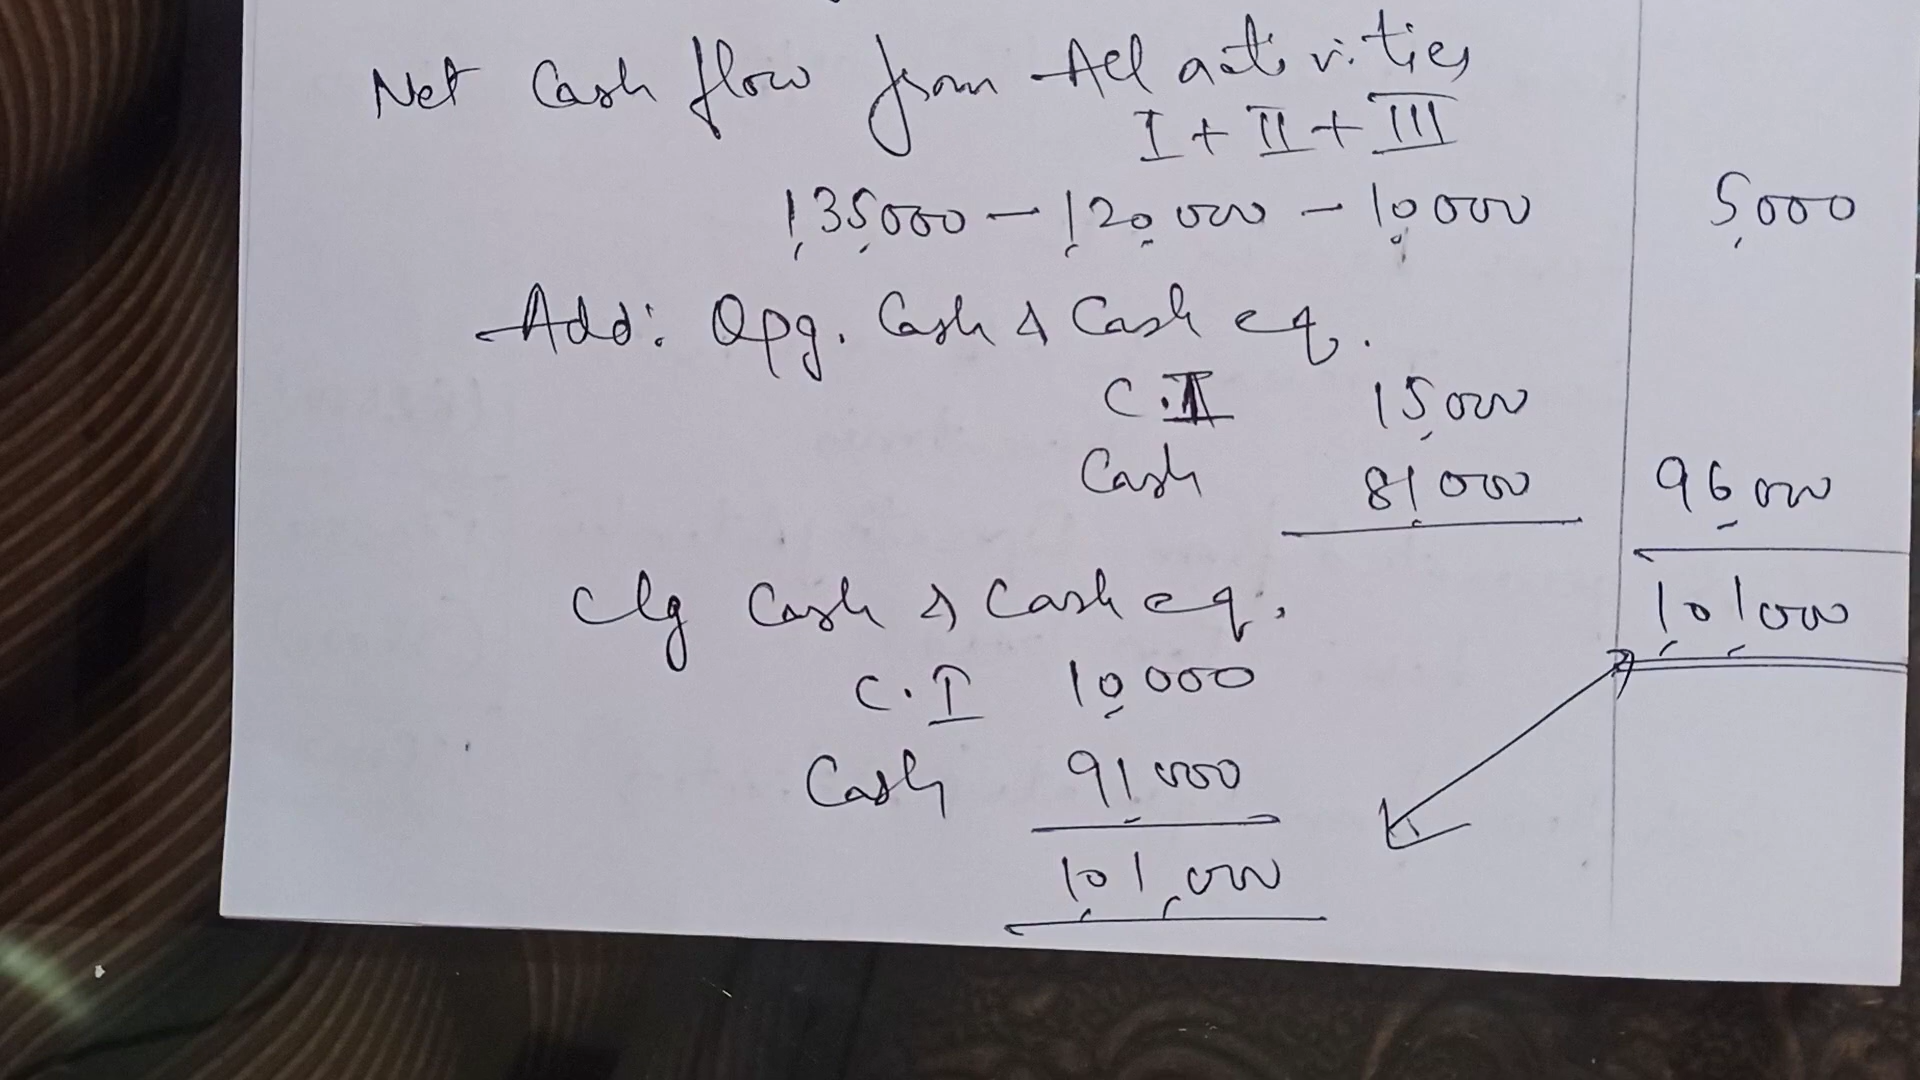 Net Cash flow from All activities
I + II + III
1,35,000 - 1,20,000 - 10,000 5,000
Add: Opg. Cash & Cash eq.
C.I 15,000
Cash 81,000 96,000
Clg Cash & Cash eq. 1,01,000
C.I 10,000
Cash 91,000
1,01,000